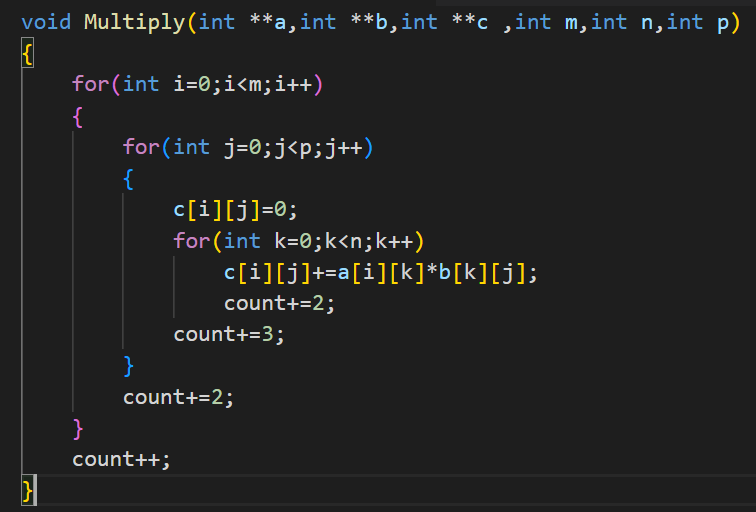 void Multiply(int **a,int **b,int **c ,int m,int n,int p)
{
    for(int i=0;i<m;i++)
    {
        for(int j=0;j<p;j++)
        {
            c[i][j]=0;
            for(int k=0;k<n;k++)
                c[i][j]+=a[i][k]*b[k][j];
                count+=2;
            count+=3;
        }
        count+=2;
    }
    count++;
}